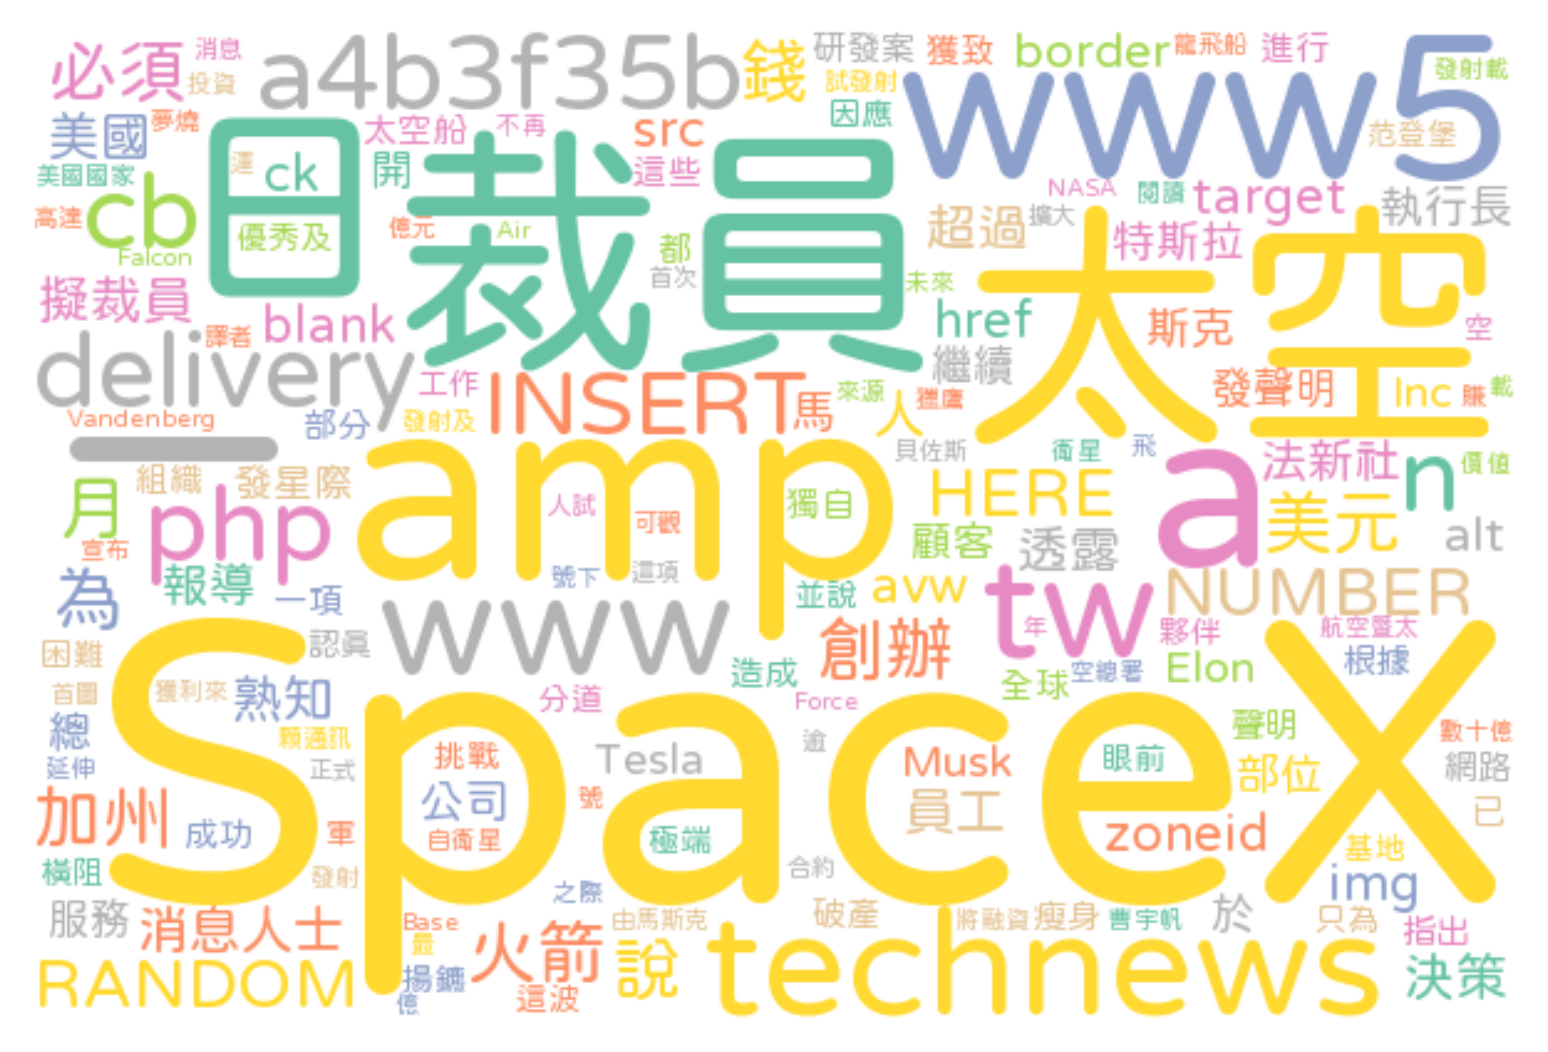 必須
消息
投資
a4b3f35b
錢
研發案
獲致
border
龍飛船
進行
5
發射載
試發射
www
美國
夢燒
日
太空船
不再
src
因應
范登堡
裁員
美國國家
運
ck
開
這些
NASA
閱讀
target
執行長
cb
高達
優秀及
億元
Air
都
超過
擴大
特斯拉
太空
Falcon
首次
未來
擬裁員
blank
href
斯克
空
delivery
譯者
繼續
工作
INSERT
馬
來源
人
獵鷹
發聲明
Inc
賺
載
Vandenberg
部分
發射及
一
amp
貝佐斯
衛星
飛
a
法新社
n
價值
月
組織
發星際
php
人試
可觀
獨自
HERE
美元
宣布
顧客
透露
alt
為
報導
一項
號下
這項
並說
avw
tw
NUMBER
www
創辦
年
夥伴
航空暨太
困難
認真
SpaceX
造成
全球
空總署
Elon
根據
首圖
獲利來
熟知
分道
Force
總
顆通訊
逾
聲明
數十億
延伸
正式
挑戰
Tesla
Musk
眼前
部位
網路
加州
成功
軍
公司
號
員工
zoneid
已
自衛星
極端
基地
橫阻
發射
之際
合約
img
服務
消息人士
Base
最
火箭
由馬斯克
破產
將融資
瘦身
曹宇帆
於
只為
指出
RANDOM
揚鑣
億
這波
說
technews
決策